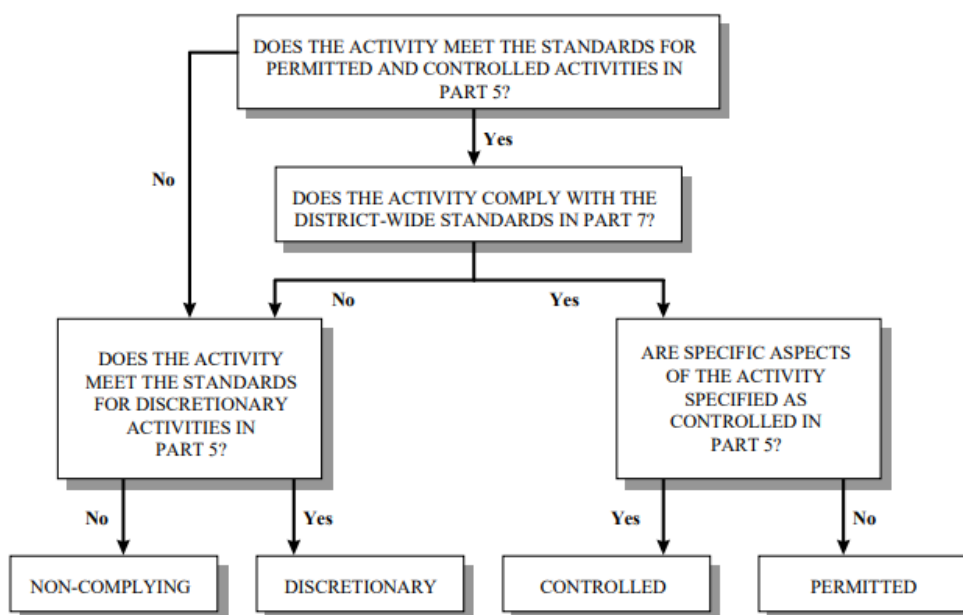 DOES THE ACTIVITY MEET THE STANDARDS FOR
PERMITTED AND CONTROLLED ACTIVITIES IN
PART 5?
Yes
No
DOES THE ACTIVITY COMPLY WITH THE
DISTRICT-WIDE STANDARDS IN PART 7?
No
Yes
DOES THE ACTIVITY
MEET THE STANDARDS
FOR DISCRETIONARY
ACTIVITIES IN
PART 5?
ARE SPECIFIC ASPECTS
OF THE ACTIVITY
SPECIFIED AS
CONTROLLED IN
PART 5?
No
Yes
Yes
No
NON-COMPLYING
DISCRETIONARY
CONTROLLED
PERMITTED